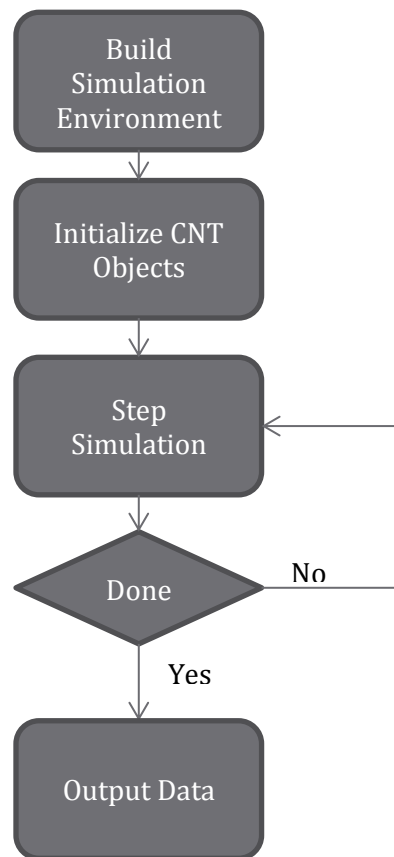 Build
Simulation
Environment
Initialize CNT
Objects
Step
Simulation
Done
No
Yes
Output Data